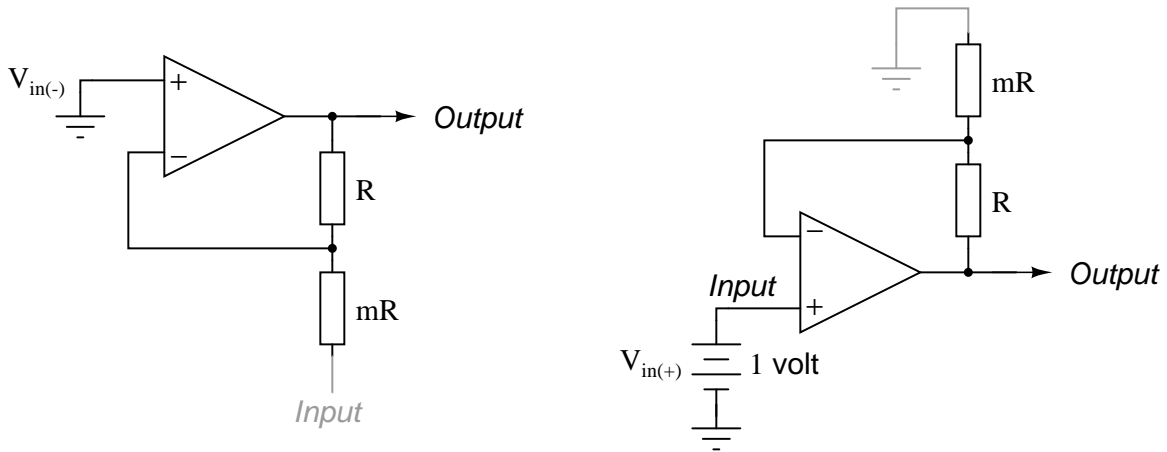 V_in(-)
+
−
Output
R
mR
Input
mR
R
−
+
Input
Output
V_in(+)
1 volt